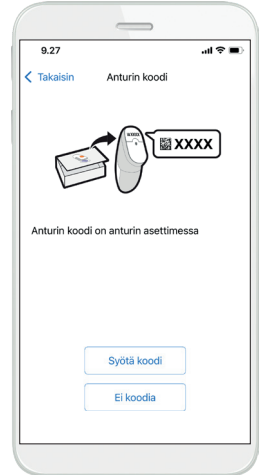 9.27
Takaisin
Anturin koodi
XXXX
Anturin koodi on anturin asettimessa
Syötä koodi
Ei koodia